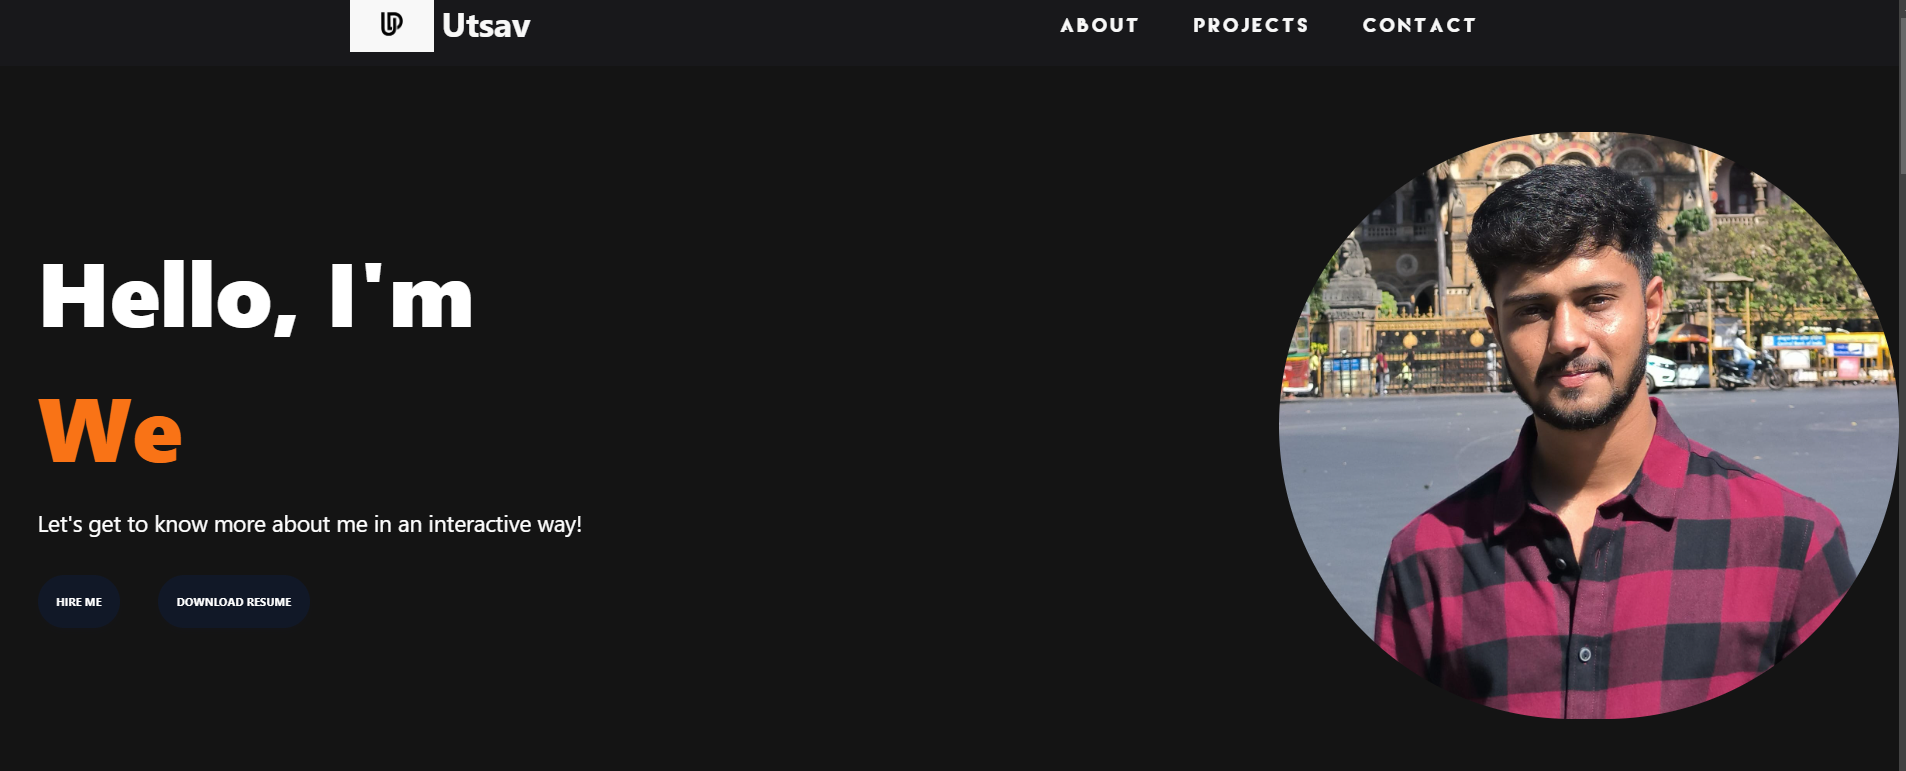 Utsav
ABOUT PROJECTS CONTACT
Hello, I'm
We
Let's get to know more about me in an interactive way!
HIRE ME
DOWNLOAD RESUME